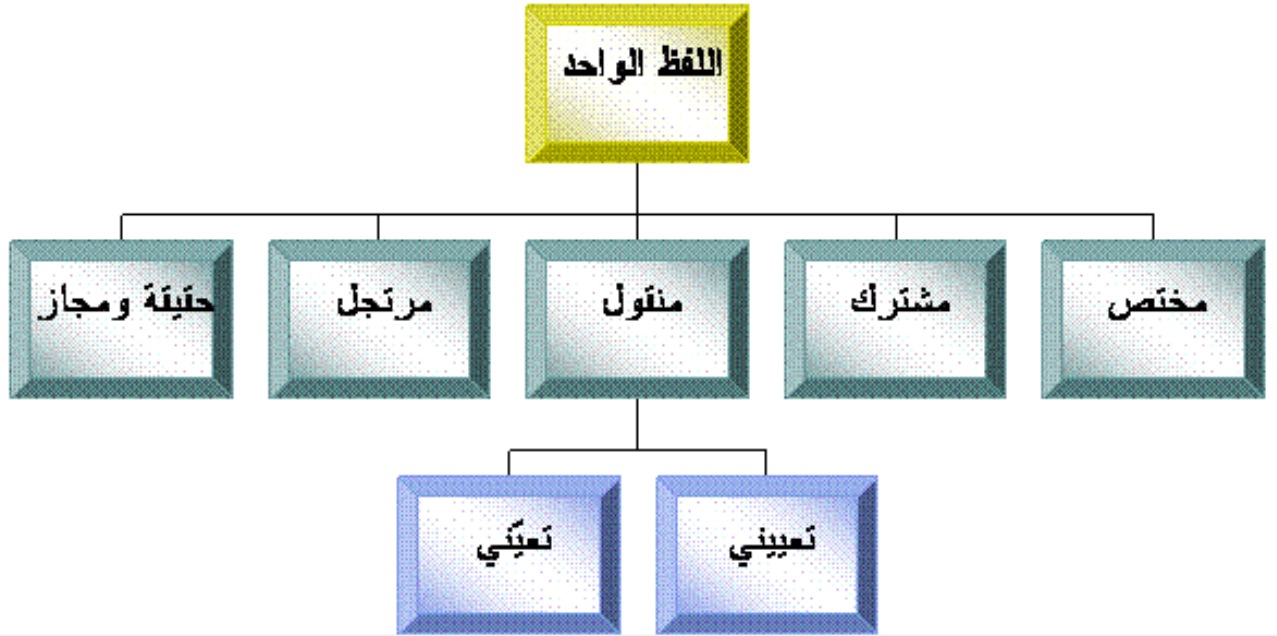 اللفظ الواحد
مختص
مشترك
منقول
مرتجل
حقيقة ومجاز
تعييني
تعيّني